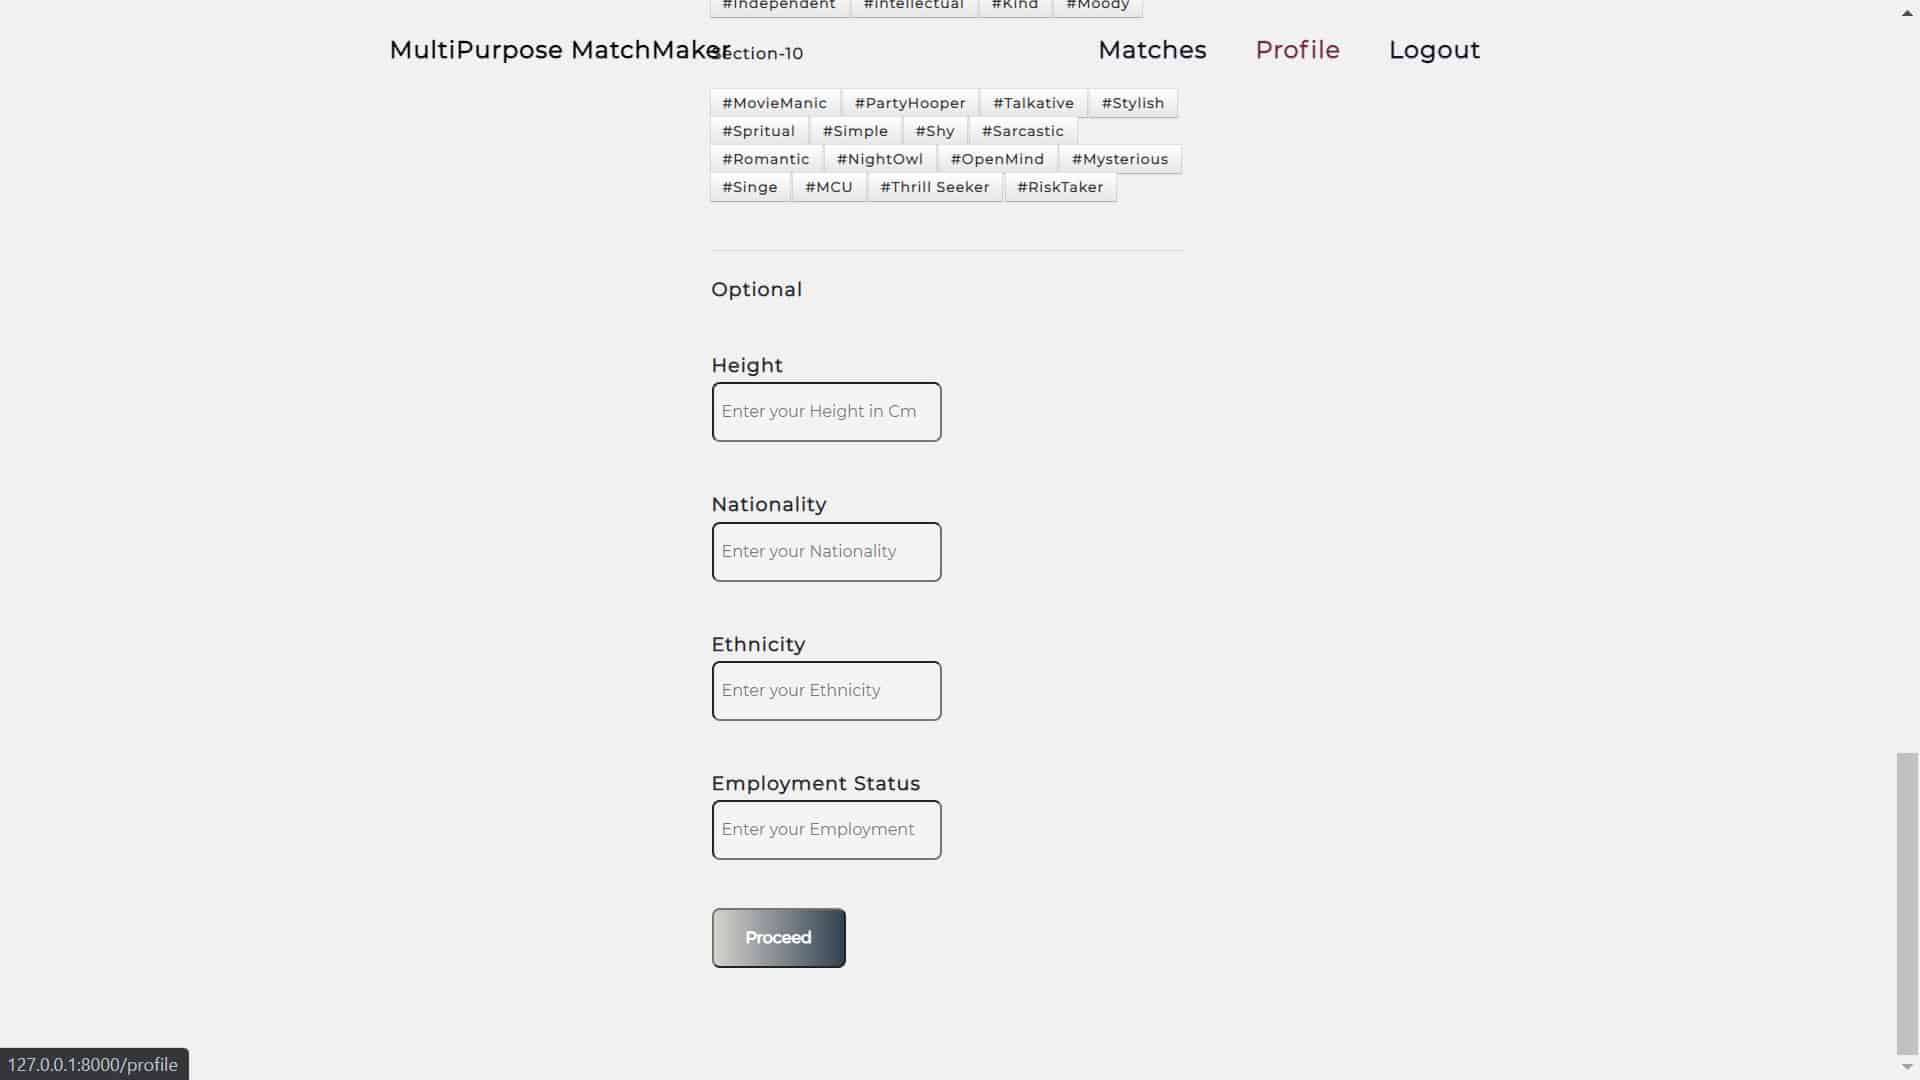 #Independent #Intellectual #Kind #Moody
MultiPurpose MatchMaker
Section-10
Matches Profile Logout
#MovieManic #PartyHooper #Talkative #Stylish
#Spritual #Simple #Shy #Sarcastic
#Romantic #NightOwl #OpenMind #Mysterious
#Singe #MCU #Thrill Seeker #RiskTaker
Optional
Height
Enter your Height in Cm
Nationality
Enter your Nationality
Ethnicity
Enter your Ethnicity
Employment Status
Enter your Employment
Proceed
127.0.0.1:8000/profile